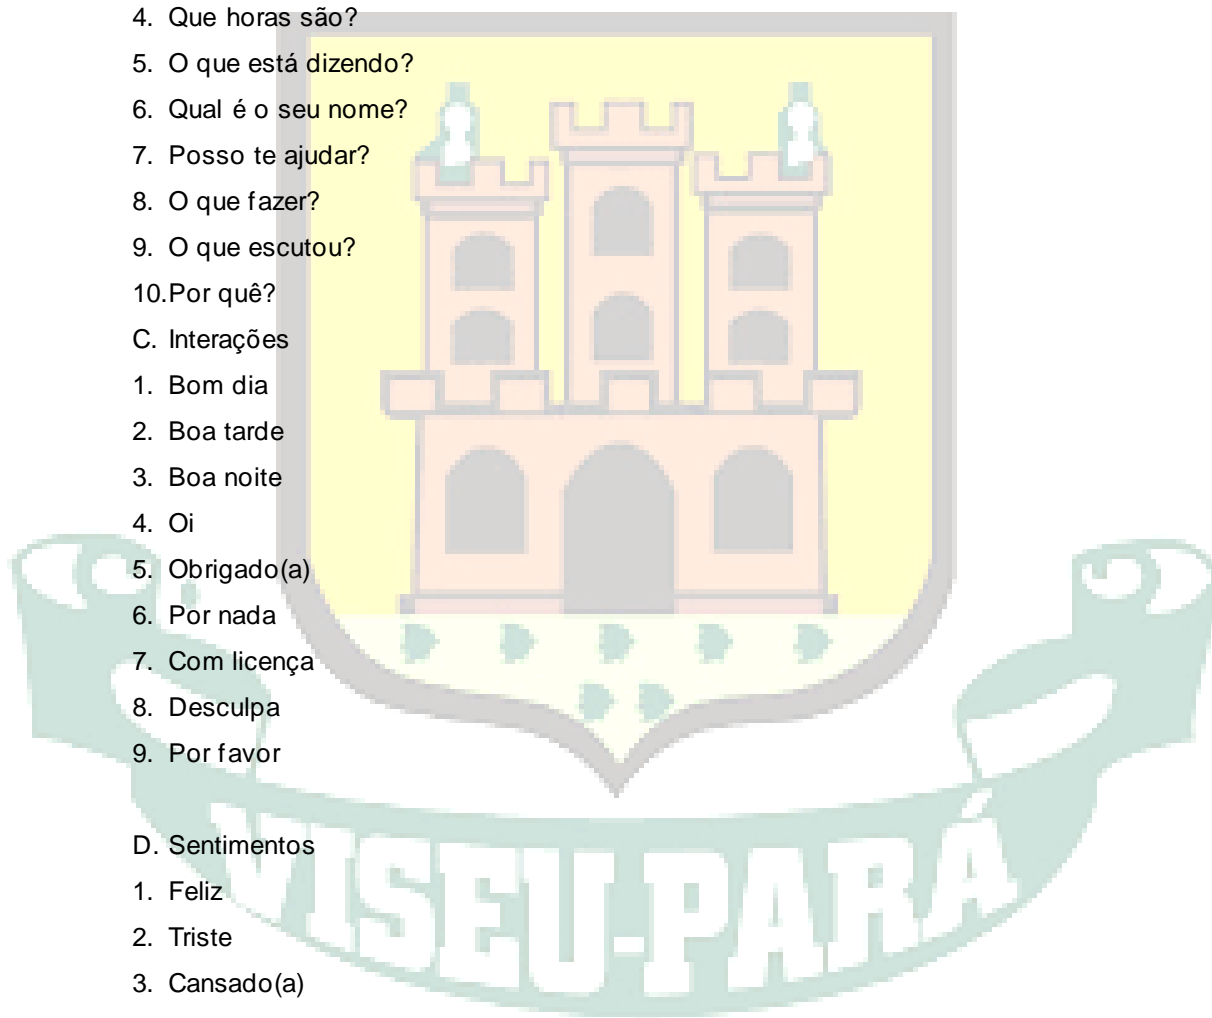 4. Que horas são?
5. O que está dizendo?
6. Qual é o seu nome?
7. Posso te ajudar?
8. O que fazer?
9. O que escutou?
10.Por quê?
C. Interações
1. Bom dia
2. Boa tarde
3. Boa noite
4. Oi
5. Obrigado(a)
6. Por nada
7. Com licença
8. Desculpa
9. Por favor
D. Sentimentos
1. Feliz
2. Triste
3. Cansado(a)
VISEU-PARÁ